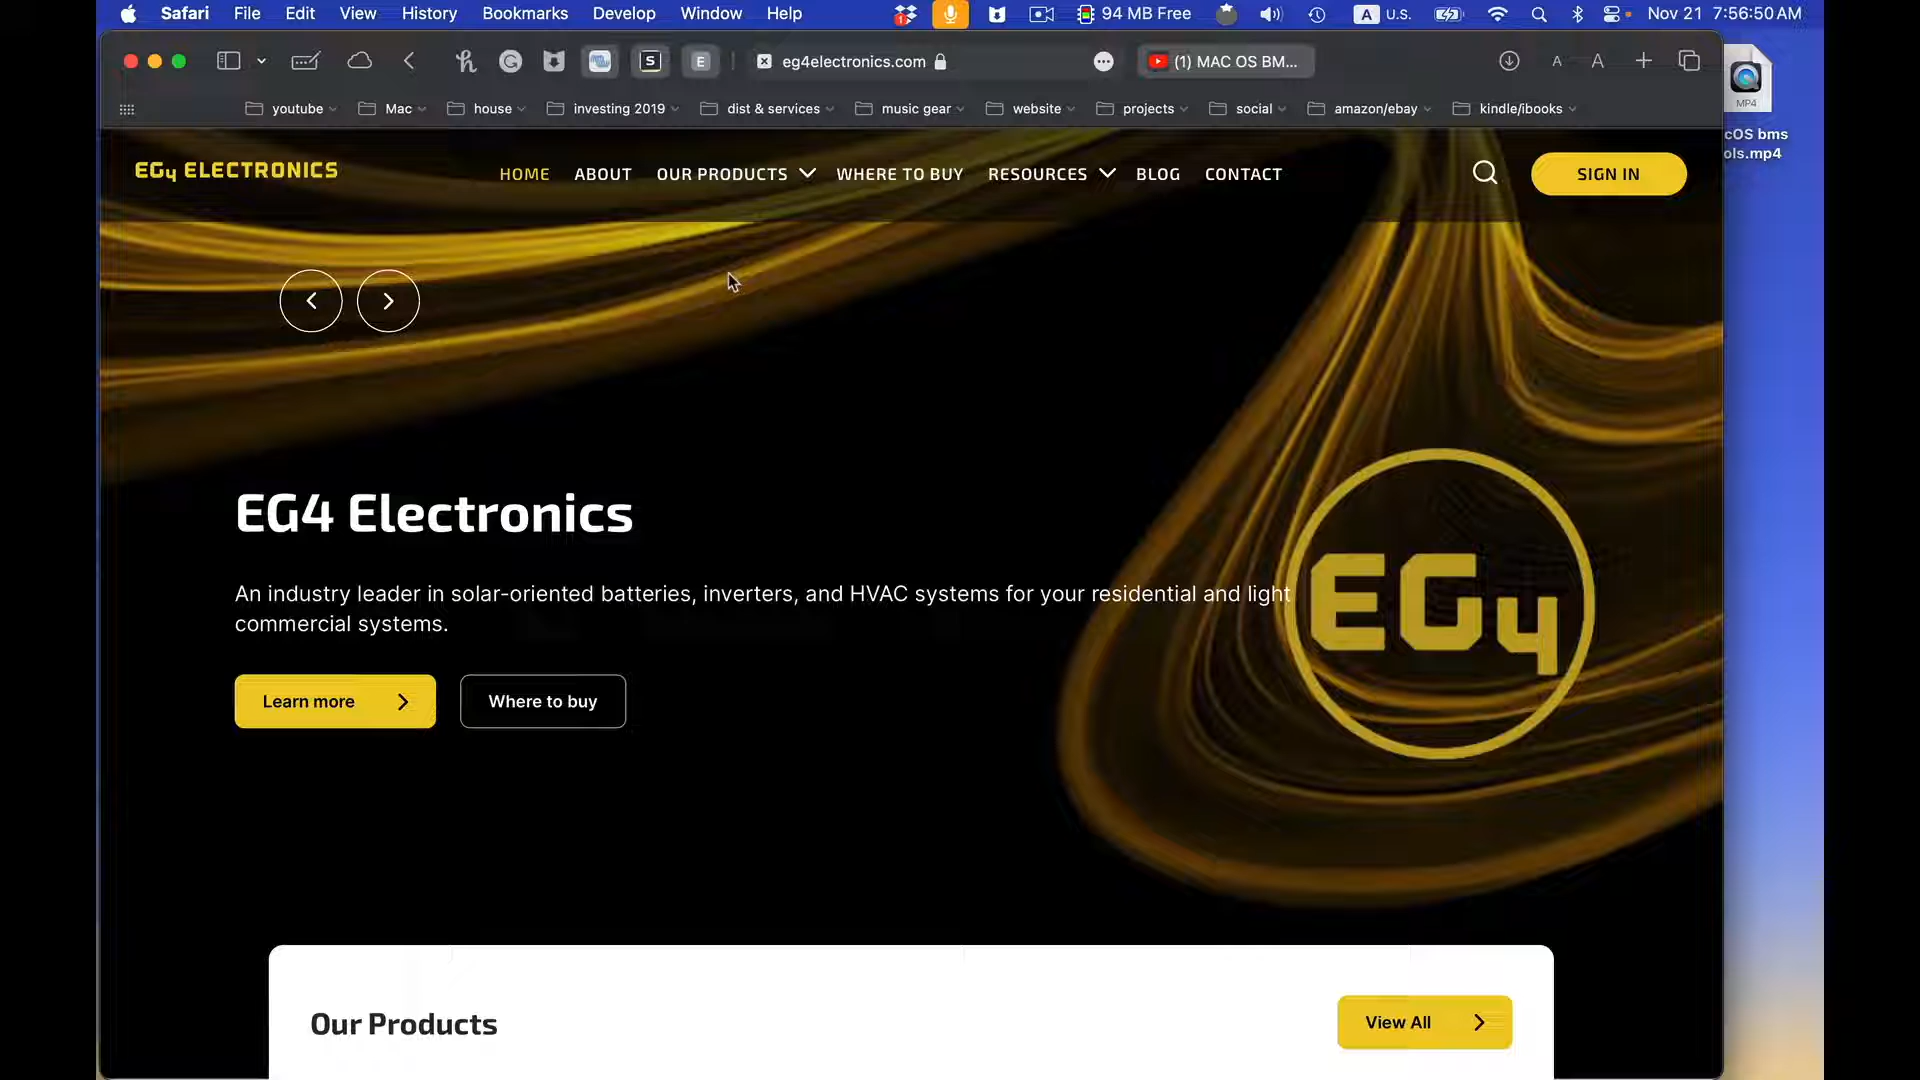 Safari File Edit View History Bookmarks Develop Window Help 94 MB Free A U.S. Nov 21 7:56:50 AM
S E eg4electronics.com (1) MAC OS BM... A A
MP4
youtube Mac house investing 2019 dist & services music gear website projects social amazon/ebay kindle/ibooks
cOS bms
ols.mp4
EG4 ELECTRONICS HOME ABOUT OUR PRODUCTS WHERE TO BUY RESOURCES BLOG CONTACT SIGN IN
EG4 Electronics
An industry leader in solar-oriented batteries, inverters, and HVAC systems for your residential and light
commercial systems.
EG4
Learn more Where to buy
Our Products View All